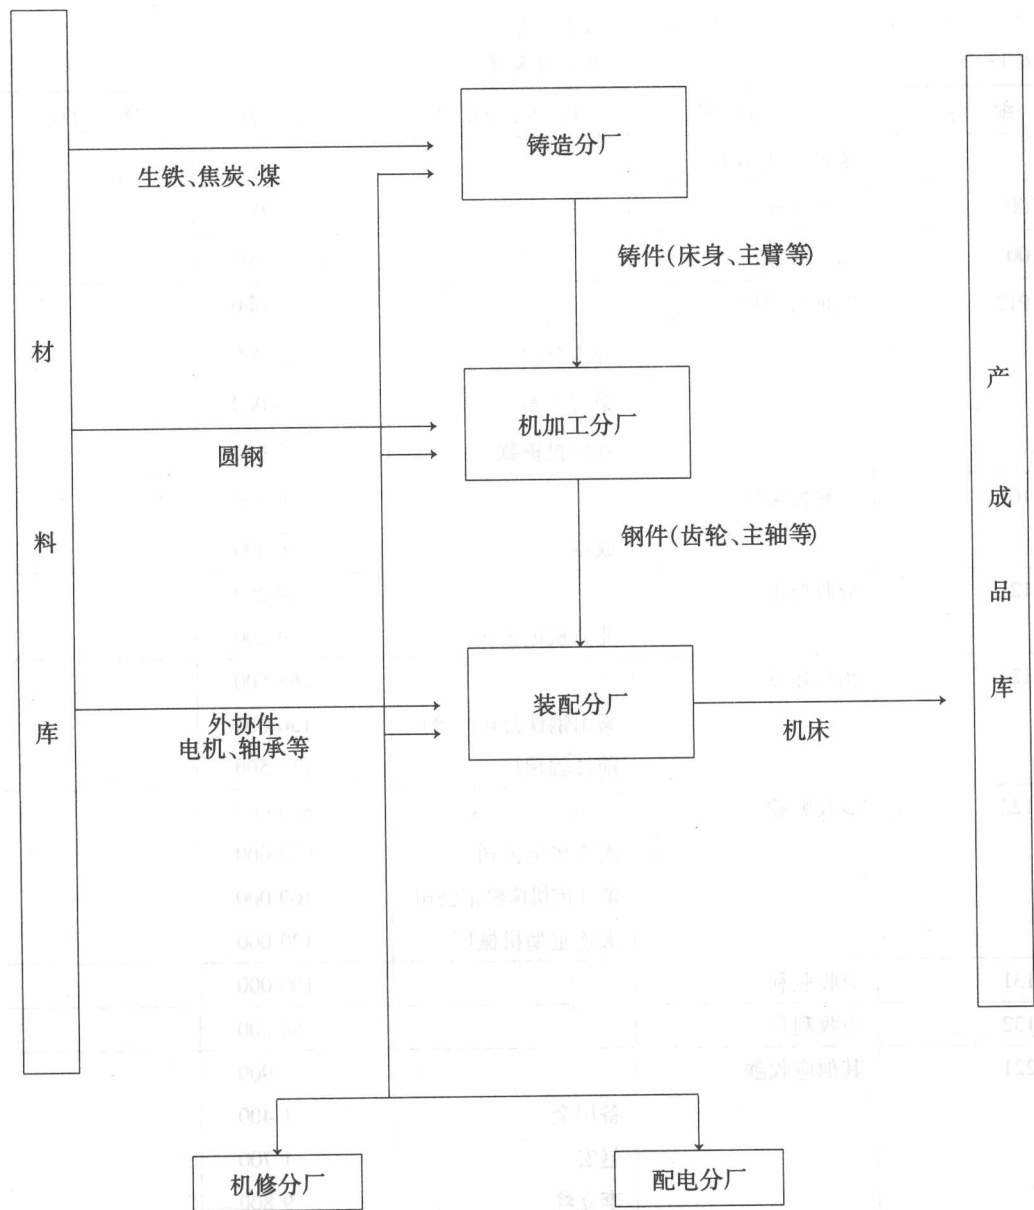 铸造分厂
生铁、焦炭、煤
铸件(床身、主臂等)
材料库
机加工分厂
圆钢
钢件(齿轮、主轴等)
产成品库
装配分厂
外协件
电机、轴承等
机床
机修分厂
配电分厂